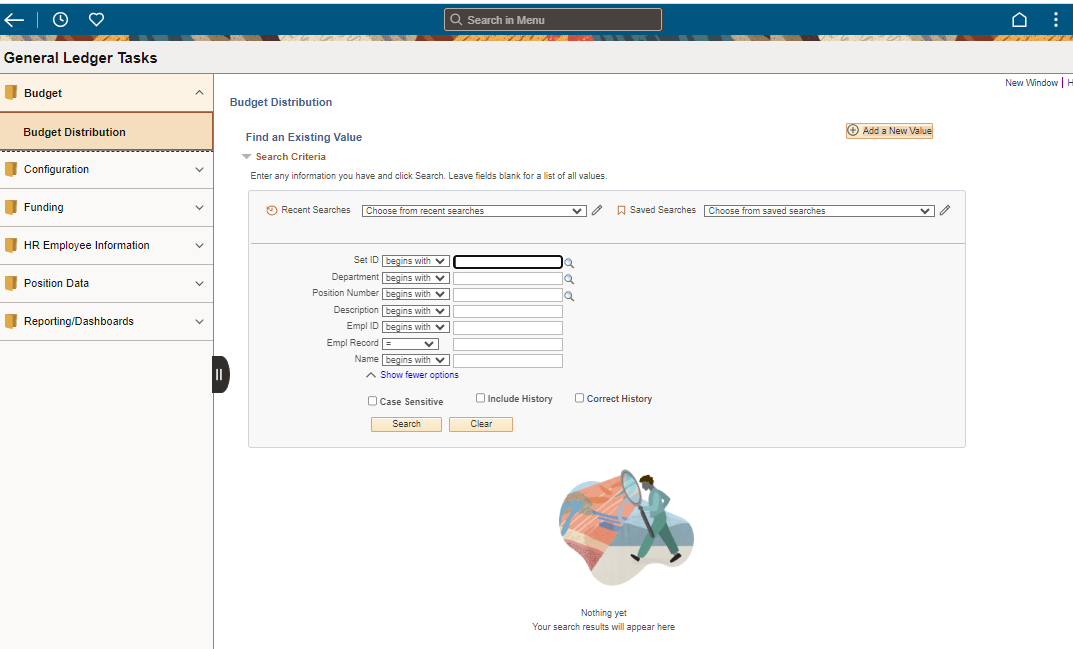 Search in Menu
General Ledger Tasks
Budget
Budget Distribution
Configuration
Funding
HR Employee Information
Position Data
Reporting/Dashboards
New Window | H
Budget Distribution
Find an Existing Value
Add a New Value
Search Criteria
Enter any information you have and click Search. Leave fields blank for a list of all values.
Recent Searches Choose from recent searches Saved Searches Choose from saved searches
Set ID begins with
Department begins with
Position Number begins with
Description begins with
Empl ID begins with
Empl Record =
Name begins with
Show fewer options
Case Sensitive Include History Correct History
Search Clear
Nothing yet
Your search results will appear here